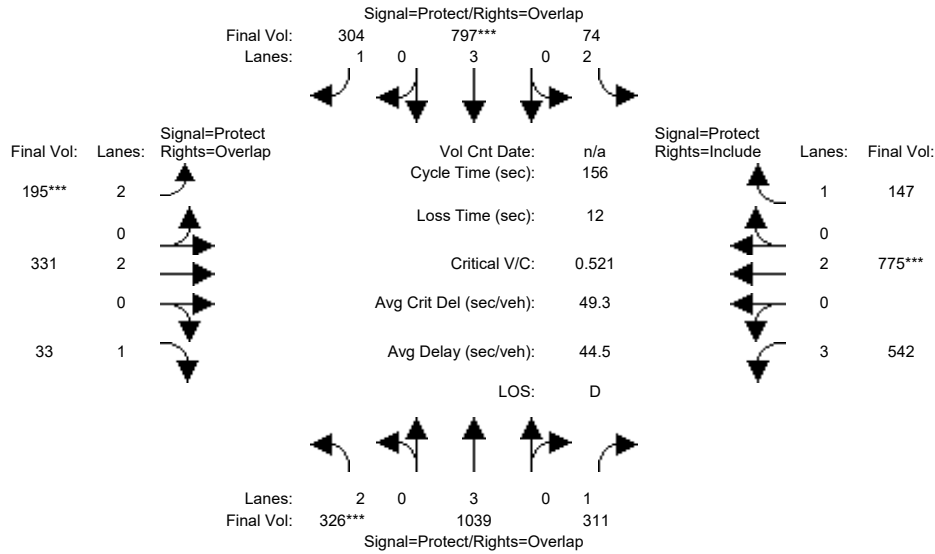 Signal=Protect/Rights=Overlap
Final Vol: 304 797*** 74
Lanes: 1 0 3 0 2
Signal=Protect Signal=Protect
Final Vol: Lanes: Rights=Overlap Vol Cnt Date: n/a Rights=Include Lanes: Final Vol:
Cycle Time (sec): 156
195*** 2 1 147
Loss Time (sec): 12
0 0
331 2 Critical V/C: 0.521 2 775***
0 Avg Crit Del (sec/veh): 49.3 0
33 1 Avg Delay (sec/veh): 44.5 3 542
LOS: D
Lanes: 2 0 3 0 1
Final Vol: 326*** 1039 311
Signal=Protect/Rights=Overlap